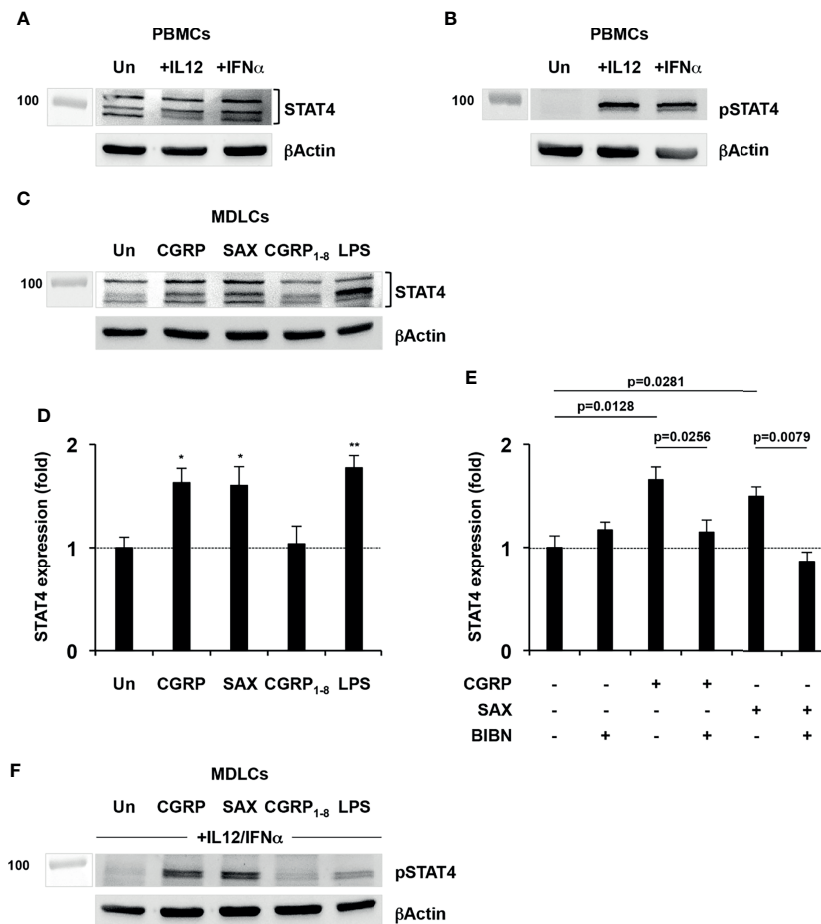 A
PBMCs
Un +IL12 +IFNα
100
STAT4
βActin
B
PBMCs
Un +IL12 +IFNα
100
pSTAT4
βActin
C
MDLCs
Un CGRP SAX CGRP1-8 LPS
100
STAT4
βActin
D
STAT4 expression (fold)
2
1
0
* * **
Un CGRP SAX CGRP1-8 LPS
E
p=0.0281
p=0.0128
p=0.0256 p=0.0079
STAT4 expression (fold)
2
1
0
CGRP - - + + - -
SAX - - - - + +
BIBN - + - + - +
F
MDLCs
Un CGRP SAX CGRP1-8 LPS
+IL12/IFNα
100
pSTAT4
βActin